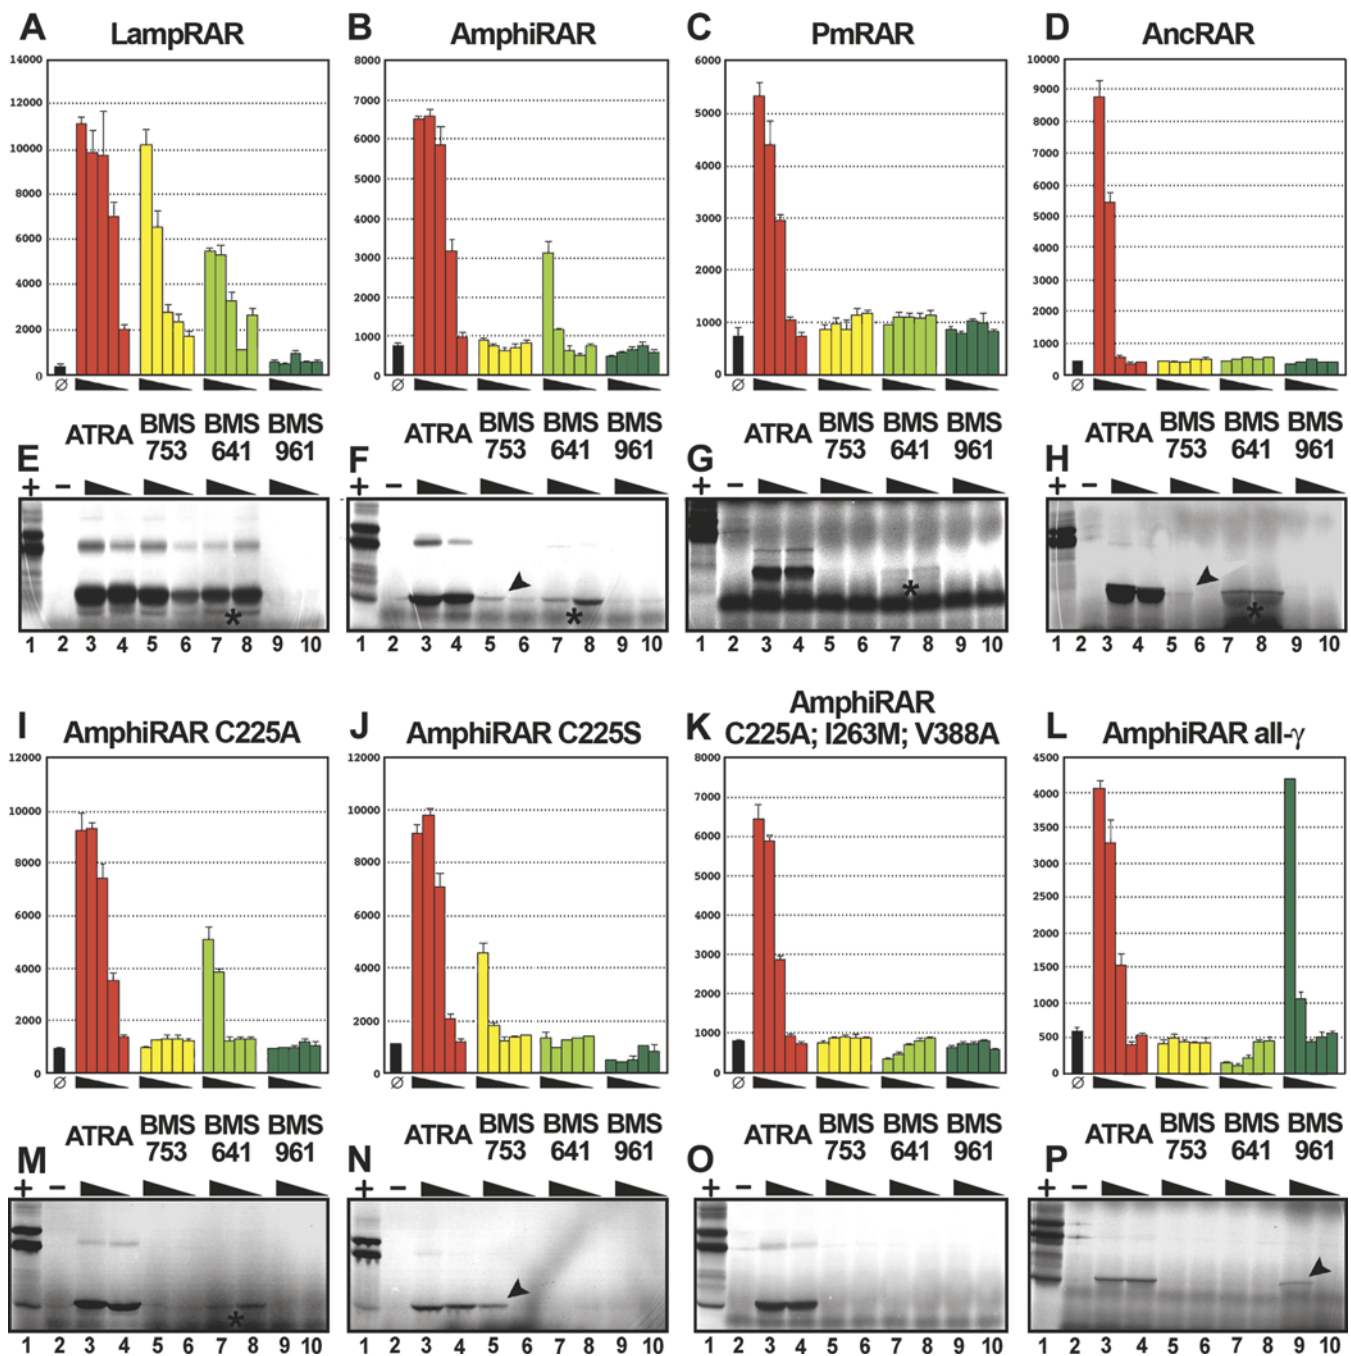 A LampRAR
B AmphiRAR
C PmRAR
D AncRAR
14000
12000
10000
8000
6000
4000
2000
0
Ø
8000
7000
6000
5000
4000
3000
2000
1000
0
Ø
6000
5000
4000
3000
2000
1000
0
Ø
10000
9000
8000
7000
6000
5000
4000
3000
2000
1000
0
Ø
E ATRA BMS 753 BMS 641 BMS 961
+ −
*
1 2 3 4 5 6 7 8 9 10
F ATRA BMS 753 BMS 641 BMS 961
+ −
*
1 2 3 4 5 6 7 8 9 10
G ATRA BMS 753 BMS 641 BMS 961
+ −
*
1 2 3 4 5 6 7 8 9 10
H ATRA BMS 753 BMS 641 BMS 961
+ −
*
1 2 3 4 5 6 7 8 9 10
I AmphiRAR C225A
J AmphiRAR C225S
K AmphiRAR
C225A; I263M; V388A
L AmphiRAR all-γ
12000
10000
8000
6000
4000
2000
0
Ø
12000
10000
8000
6000
4000
2000
0
Ø
8000
7000
6000
5000
4000
3000
2000
1000
0
Ø
4500
4000
3500
3000
2500
2000
1500
1000
500
0
Ø
M ATRA BMS 753 BMS 641 BMS 961
+ −
*
1 2 3 4 5 6 7 8 9 10
N ATRA BMS 753 BMS 641 BMS 961
+ −
1 2 3 4 5 6 7 8 9 10
O ATRA BMS 753 BMS 641 BMS 961
+ −
1 2 3 4 5 6 7 8 9 10
P ATRA BMS 753 BMS 641 BMS 961
+ −
1 2 3 4 5 6 7 8 9 10